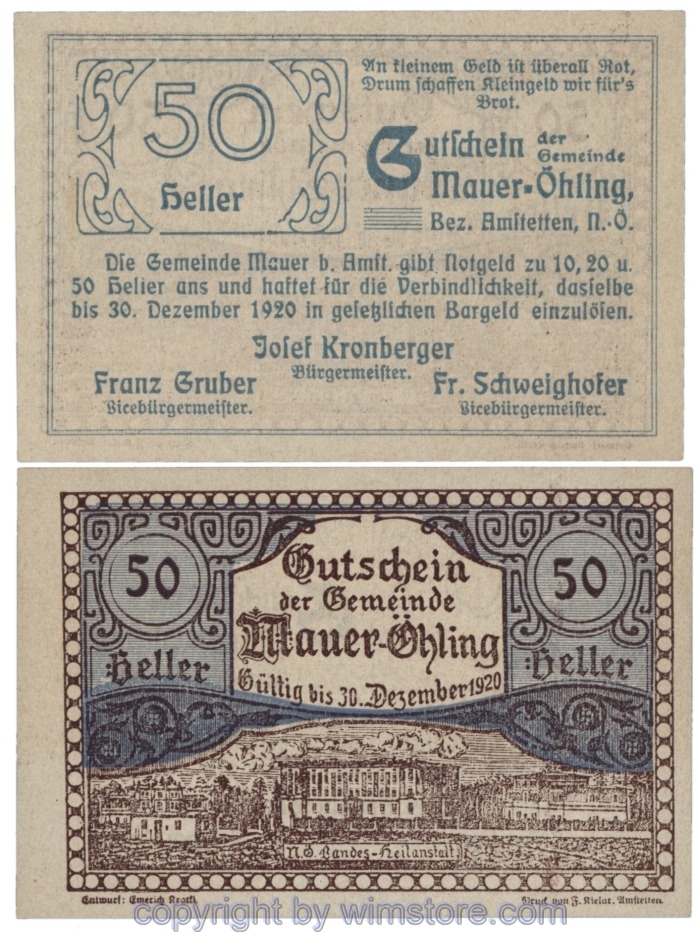 50
Heller
An kleinem Geld ist überall Not,
Drum schaffen Kleingeld wir für's
Brot.
Gutschein der
Gemeinde
Mauer-Öhling,
Bez. Amstetten, N.-Ö.
Die Gemeinde Mauer b. Amst. gibt Notgeld zu 10, 20 u.
50 Heller aus und haftet für die Verbindlichkeit, dasselbe
bis 30. Dezember 1920 in gesetzlichen Bargeld einzulösen.
Josef Kronberger
Bürgermeister.
Franz Gruber
Vicebürgermeister.
Fr. Schweighofer
Vicebürgermeister.
50
Heller
Gutschein
der Gemeinde
Mauer-Öhling
Gültig bis 30. Dezember 1920
50
Heller
N.Ö. Landes-Heilanstalt
Entwurf: Emerich
Druck von F. Kielar, Amstetten.
copyright by wimstore.com